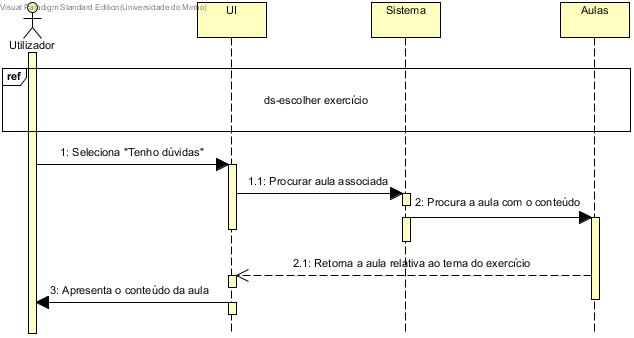 Visual Paradigm Standard Edition(Universidade do Minho)
UI
Sistema
Aulas
Utilizador
ref
ds-escolher exercício
1: Seleciona "Tenho dúvidas"
1.1: Procurar aula associada
2: Procura a aula com o conteúdo
2.1: Retorna a aula relativa ao tema do exercício
3: Apresenta o conteúdo da aula